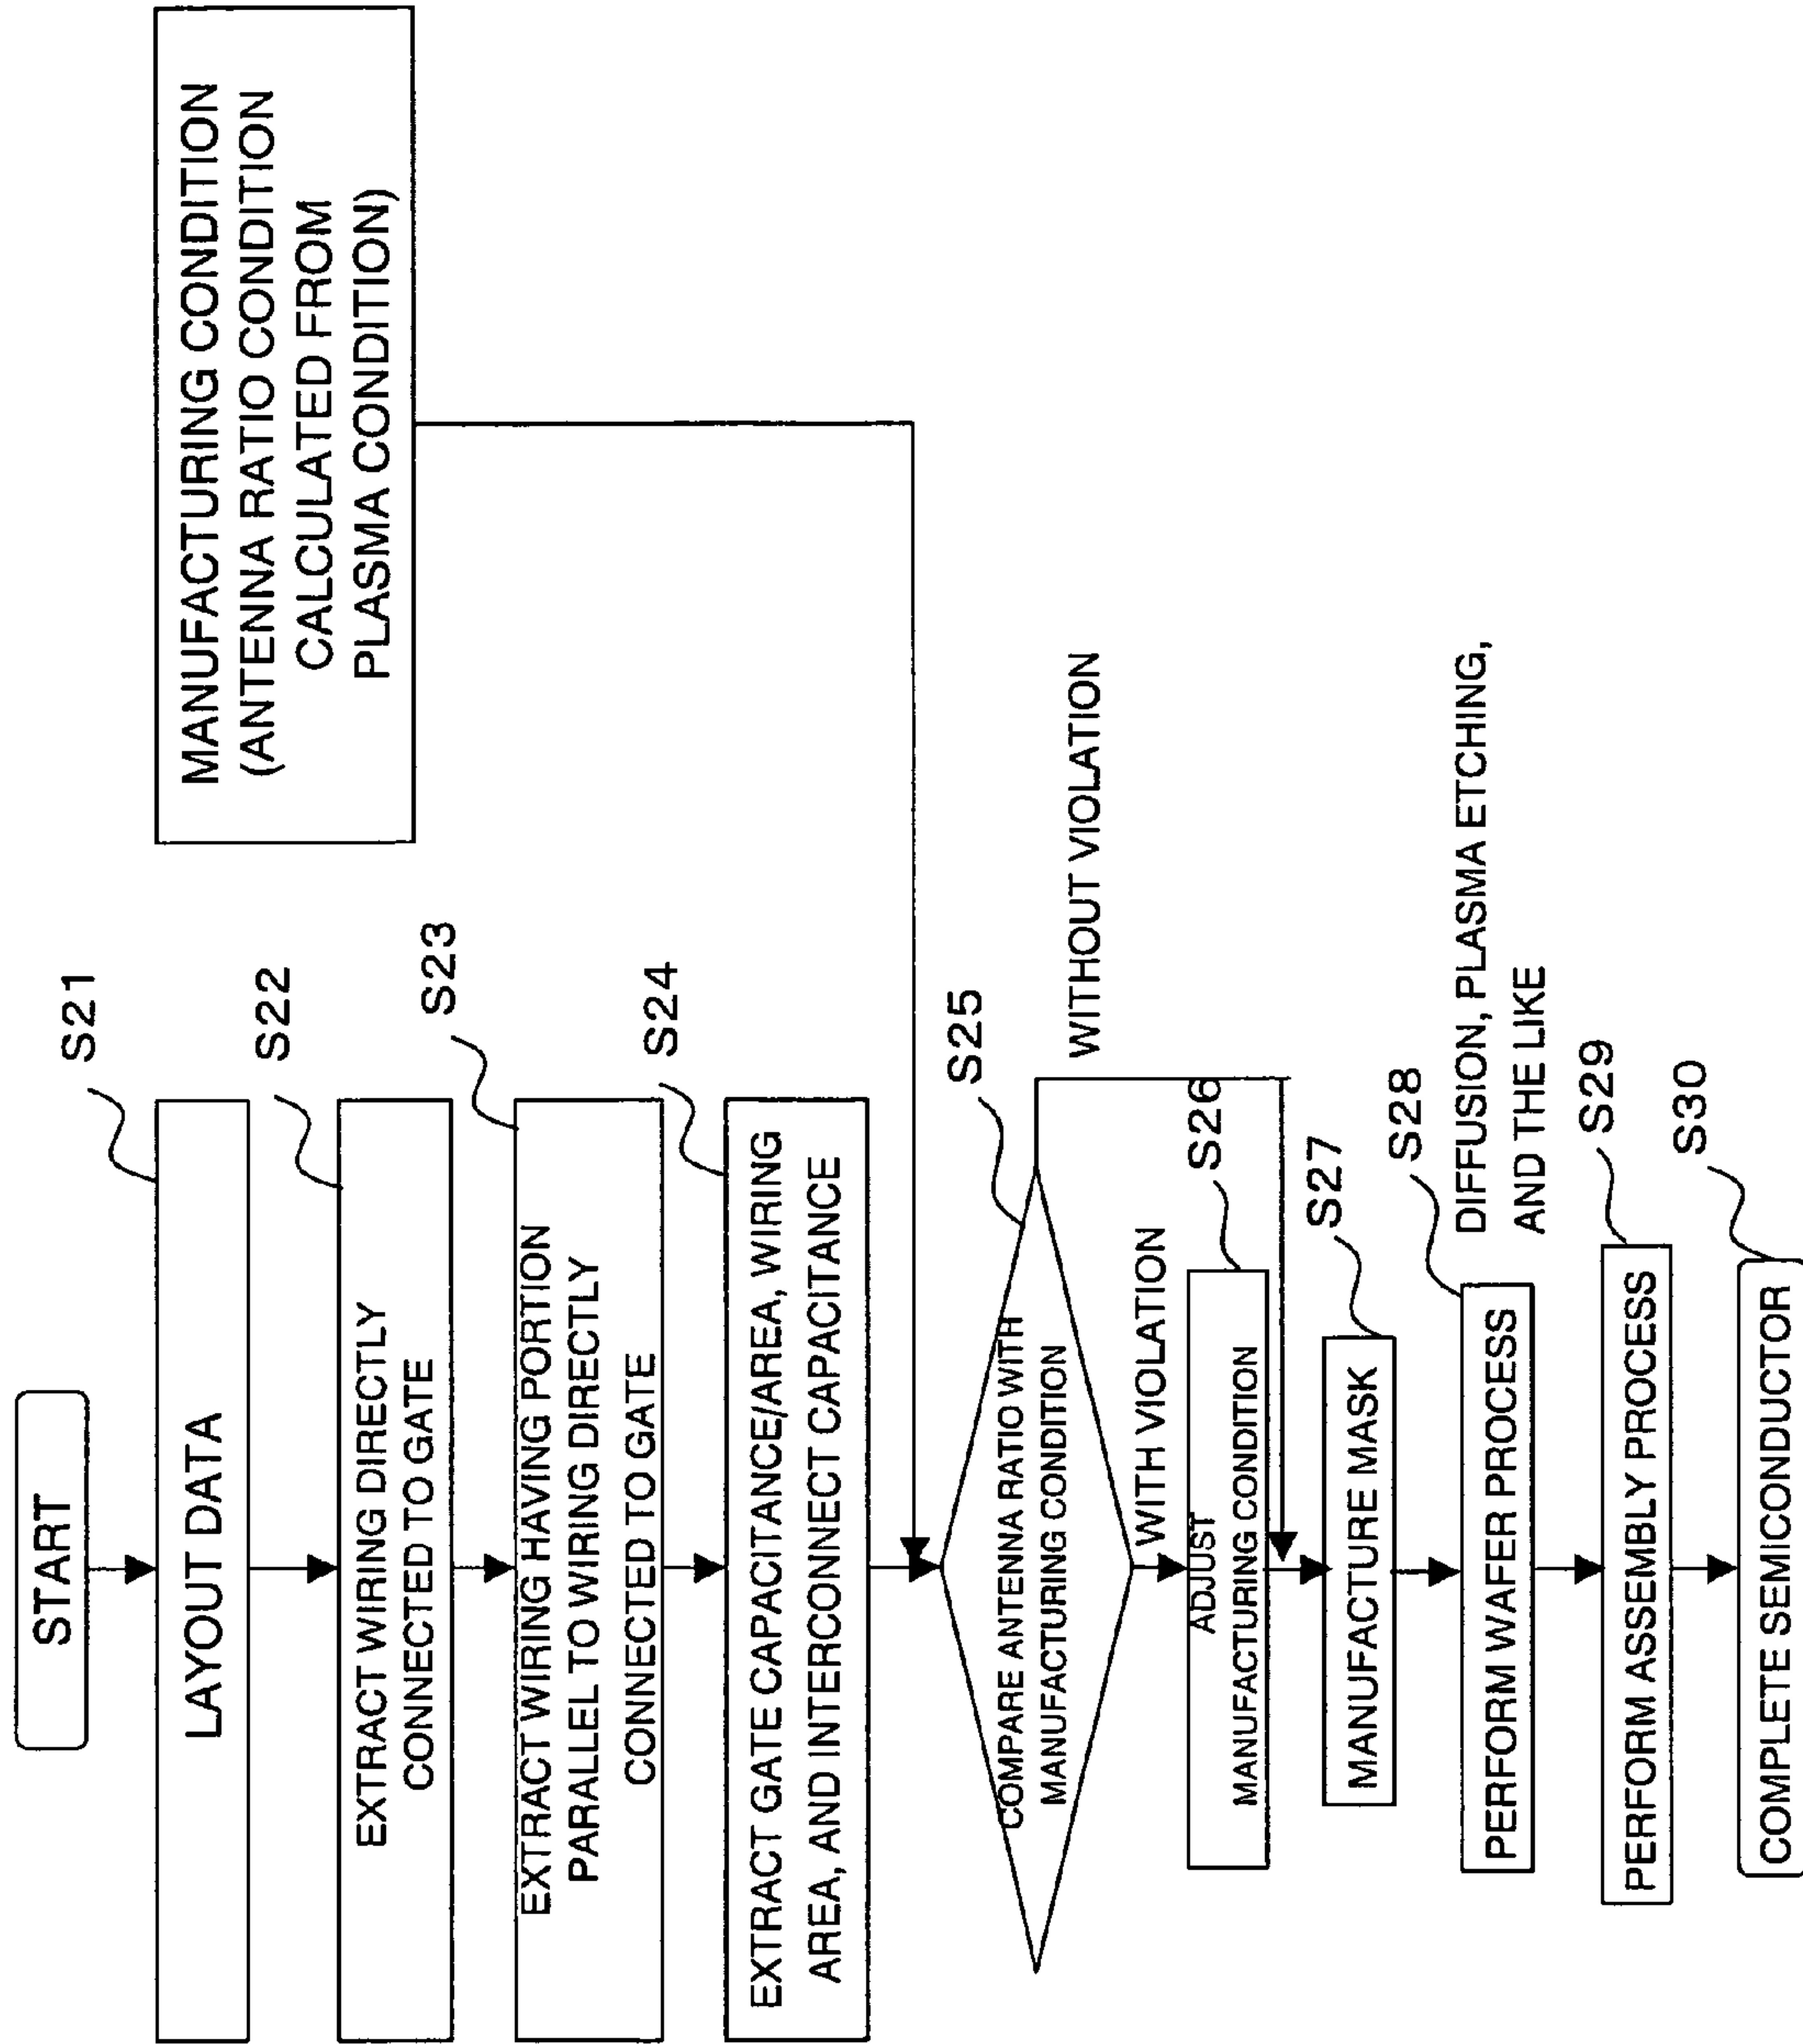 START
S21
LAYOUT DATA
MANUFACTURING CONDITION
(ANTENNA RATIO CONDITION
CALCULATED FROM
PLASMA CONDITION)
S22
EXTRACT WIRING DIRECTLY
CONNECTED TO GATE
S23
EXTRACT WIRING HAVING PORTION
PARALLEL TO WIRING DIRECTLY
CONNECTED TO GATE
S24
EXTRACT GATE CAPACITANCE/AREA, WIRING
AREA, AND INTERCONNECT CAPACITANCE
S25
COMPARE ANTENNA RATIO WITH
MANUFACTURING CONDITION
WITHOUT VIOLATION
WITH VIOLATION
S26
ADJUST
MANUFACTURING CONDITION
S27
MANUFACTURE MASK
S28
PERFORM WAFER PROCESS
DIFFUSION, PLASMA ETCHING,
AND THE LIKE
S29
PERFORM ASSEMBLY PROCESS
S30
COMPLETE SEMICONDUCTOR